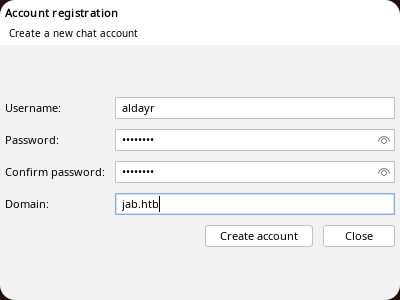 Account registration
Create a new chat account
Username: aldayr
Password: ••••••••
Confirm password: ••••••••
Domain: jab.htb
Create account Close